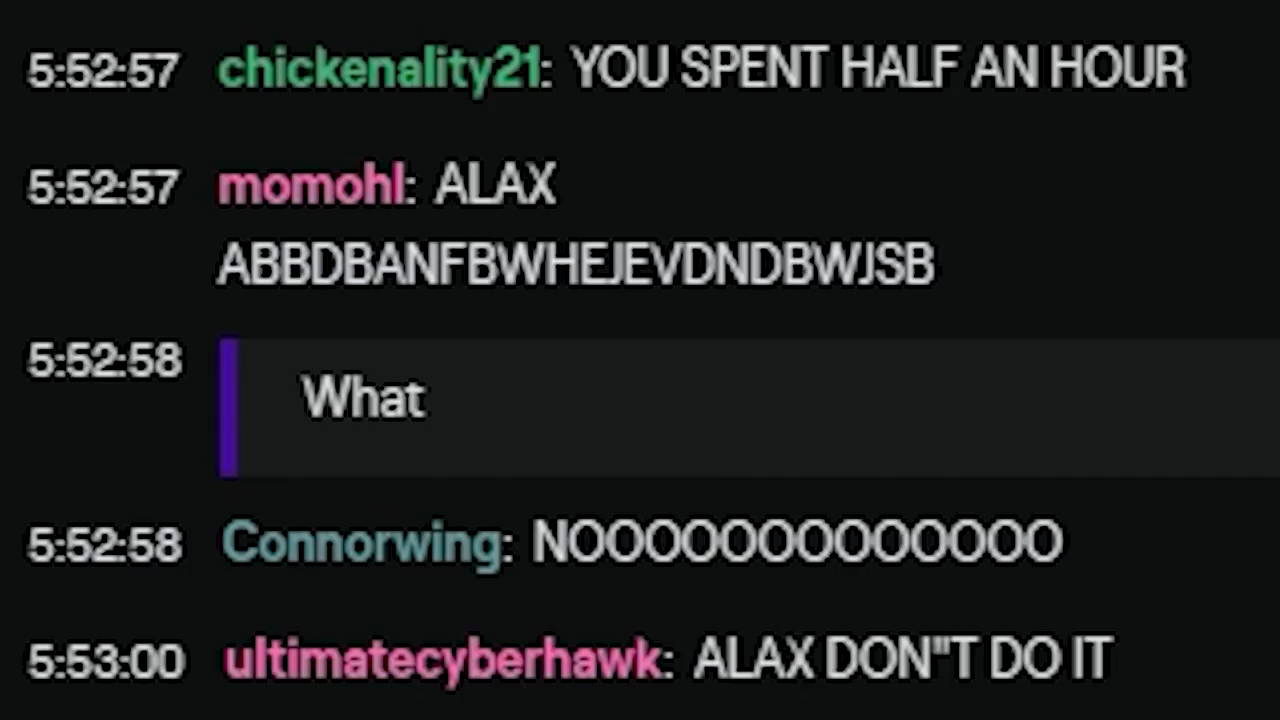 5:52:57 chickenality21: YOU SPENT HALF AN HOUR
5:52:57 momohl: ALAX
ABBDBANFBWHEJEVDNDBWJSB
5:52:58 What
5:52:58 Connorwing: NOOOOOOOOOOOOOO
5:53:00 ultimatecyberhawk: ALAX DON"T DO IT